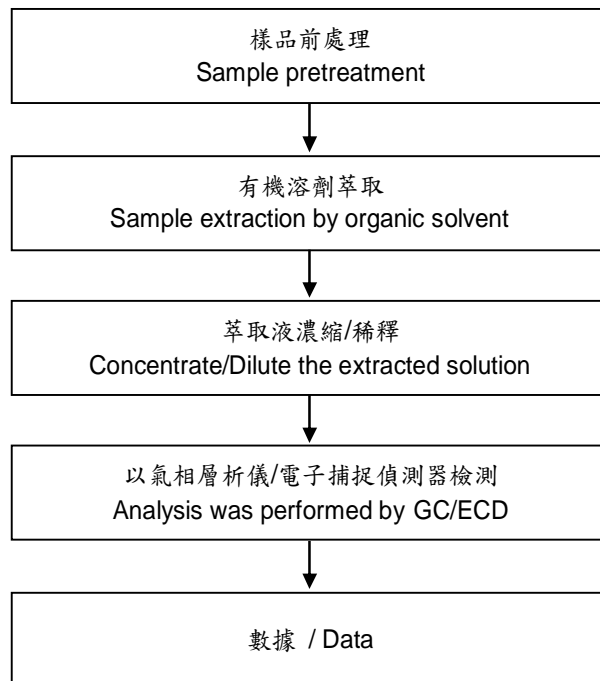 樣品前處理
Sample pretreatment
有機溶劑萃取
Sample extraction by organic solvent
萃取液濃縮/稀釋
Concentrate/Dilute the extracted solution
以氣相層析儀/電子捕捉偵測器檢測
Analysis was performed by GC/ECD
數據 / Data